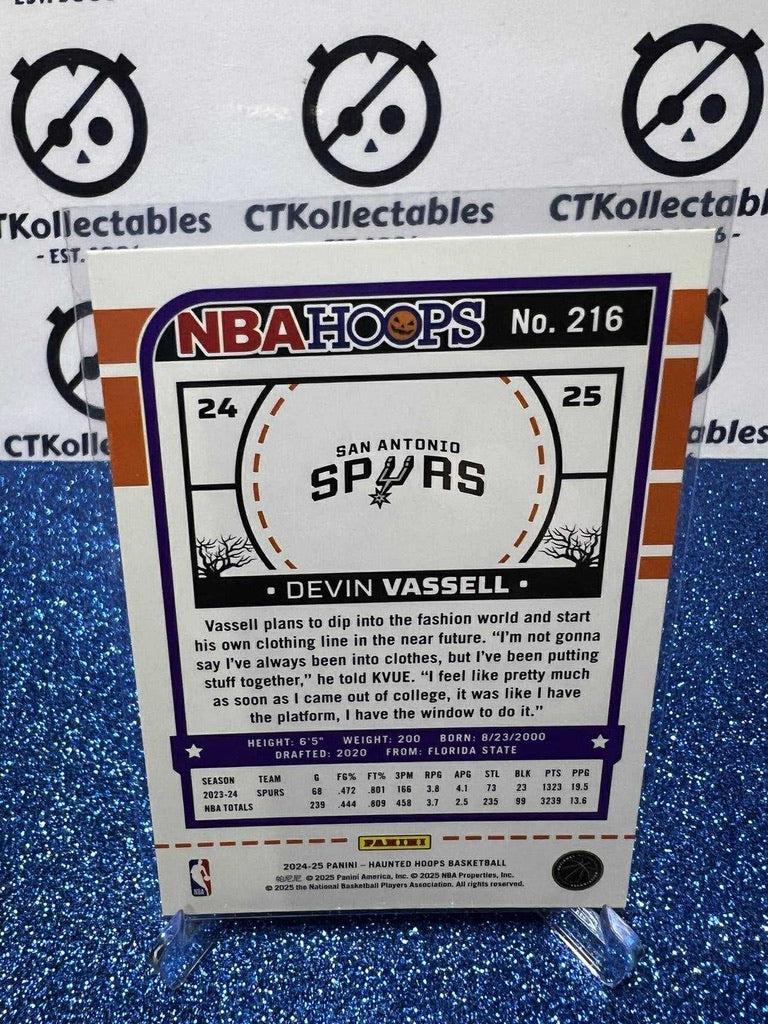 CTKollectables
CTKollectables
CTKollecta
- EST.
NBA HOOPS No. 216
24
25
SAN ANTONIO
SPURS
• DEVIN VASSELL •
Vassell plans to dip into the fashion world and start
his own clothing line in the near future. “I’m not gonna
say I’ve always been into clothes, but I’ve been putting
stuff together,” he told KVUE. “I feel like pretty much
as soon as I came out of college, it was like I have
the platform, I have the window to do it.”
HEIGHT: 6'5" WEIGHT: 200 BORN: 8/23/2000
DRAFTED: 2020 FROM: FLORIDA STATE
SEASON TEAM G FG% FT% 3PM RPG APG STL BLK PTS PPG
2023-24 SPURS 68 .472 .801 166 3.8 4.1 73 23 1323 19.5
NBA TOTALS 239 .444 .809 458 3.7 2.5 235 99 3239 13.6
PANINI
2024-25 PANINI – HAUNTED HOOPS BASKETBALL
帕尼尼 © 2025 Panini America, Inc. © 2025 NBA Properties, Inc.
© 2025 the National Basketball Players Association. All rights reserved.
NBA
CTKolle
ables